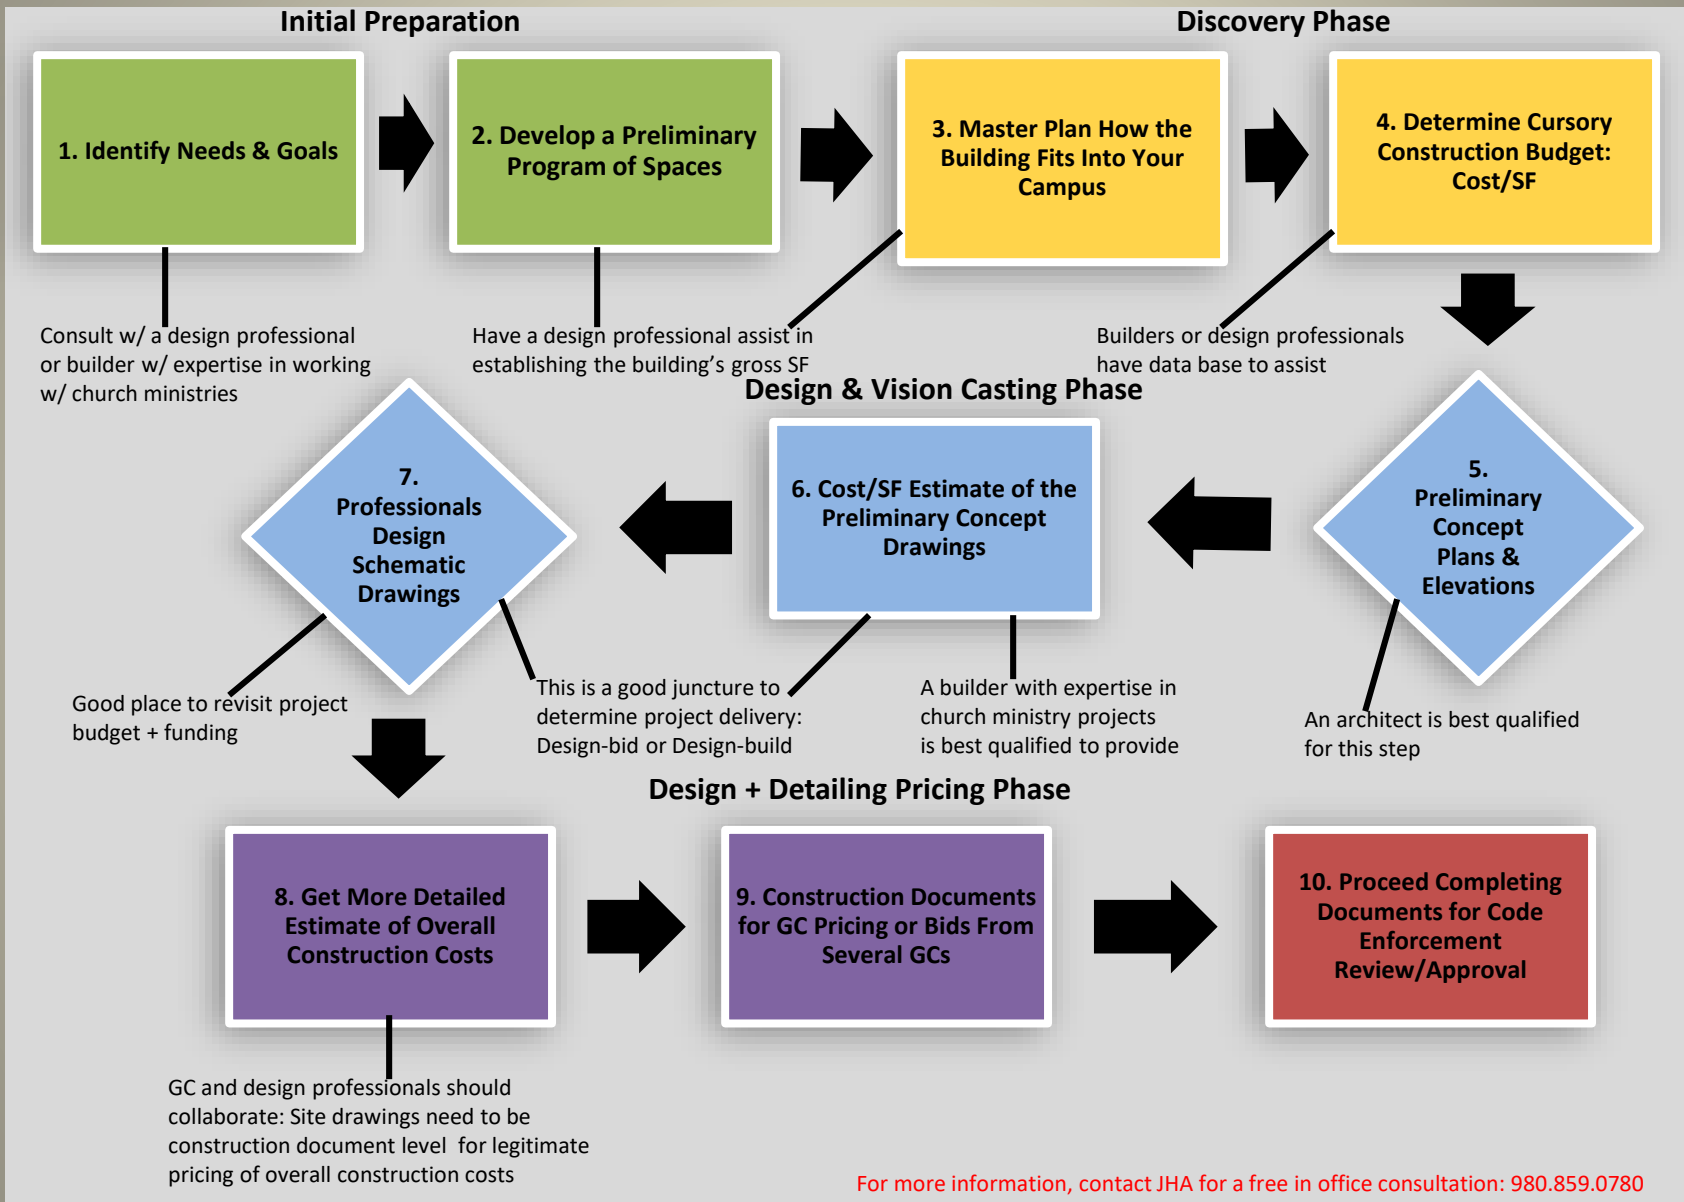 Initial Preparation
Discovery Phase
1. Identify Needs & Goals
2. Develop a Preliminary
Program of Spaces
3. Master Plan How the
Building Fits Into Your
Campus
4. Determine Cursory
Construction Budget:
Cost/SF
Consult w/ a design professional
or builder w/ expertise in working
w/ church ministries
Have a design professional assist in
establishing the building’s gross SF
Builders or design professionals
have data base to assist
Design & Vision Casting Phase
5.
Preliminary
Concept
Plans &
Elevations
6. Cost/SF Estimate of the
Preliminary Concept
Drawings
7.
Professionals
Design
Schematic
Drawings
An architect is best qualified
for this step
A builder with expertise in
church ministry projects
is best qualified to provide
This is a good juncture to
determine project delivery:
Design-bid or Design-build
Good place to revisit project
budget + funding
Design + Detailing Pricing Phase
8. Get More Detailed
Estimate of Overall
Construction Costs
9. Construction Documents
for GC Pricing or Bids From
Several GCs
10. Proceed Completing
Documents for Code
Enforcement
Review/Approval
GC and design professionals should
collaborate: Site drawings need to be
construction document level for legitimate
pricing of overall construction costs
For more information, contact JHA for a free in office consultation: 980.859.0780